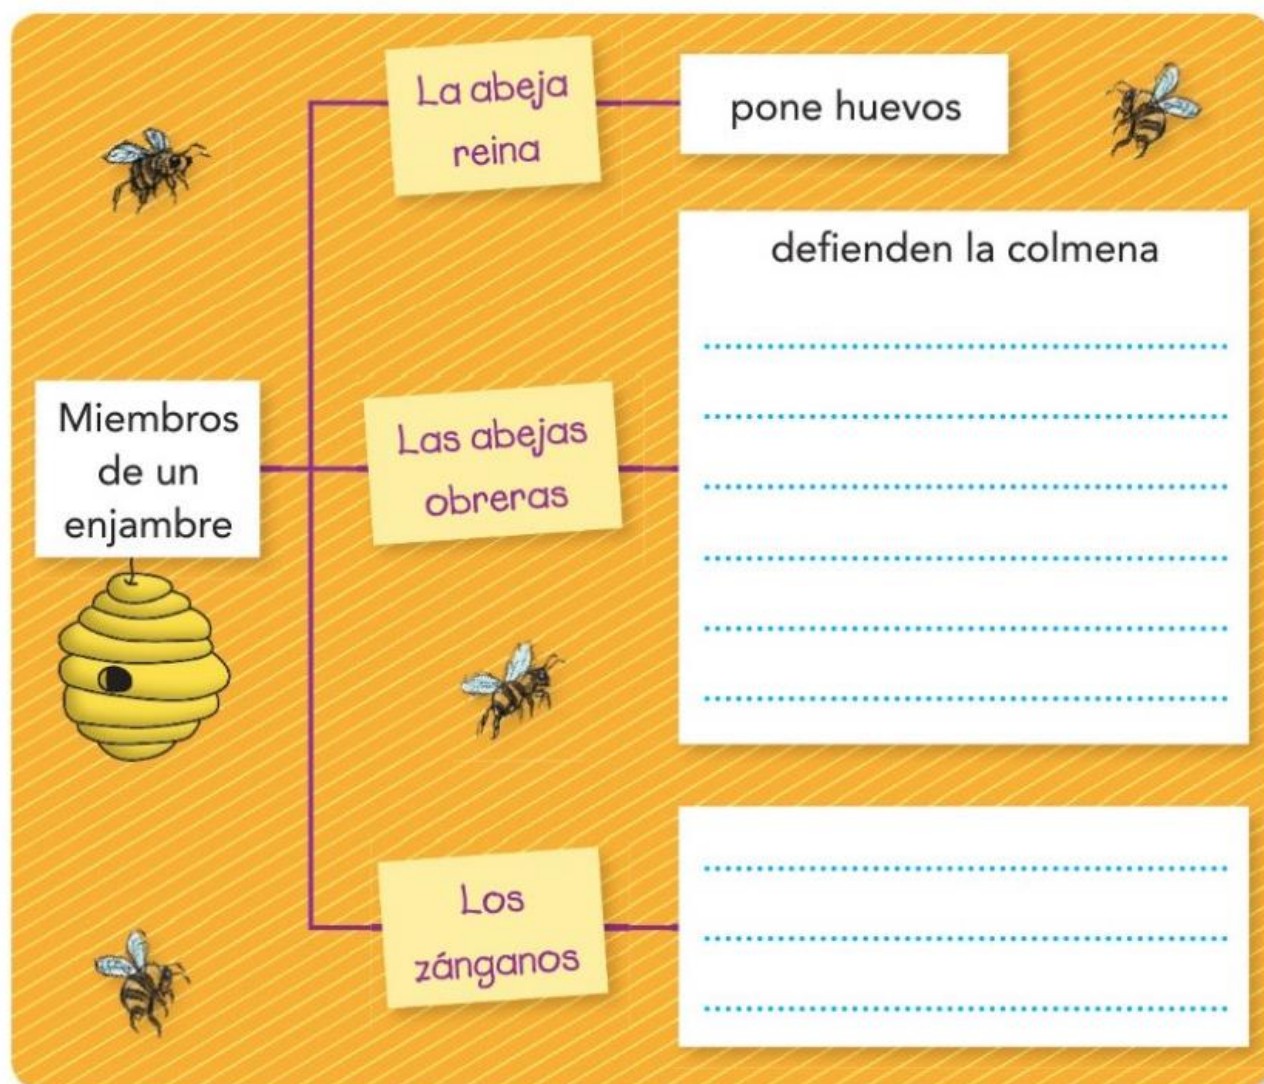 La abeja
reina
pone huevos
defienden la colmena
Miembros
de un
enjambre
Las abejas
obreras
Los
zánganos